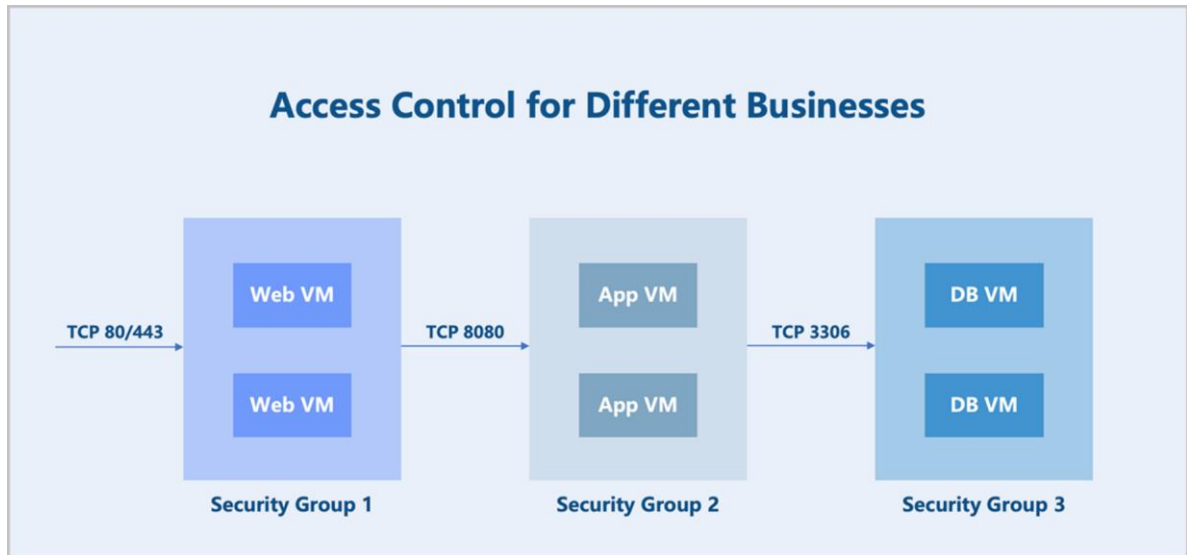 Access Control for Different Businesses
Web VM
App VM
DB VM
TCP 80/443
TCP 8080
TCP 3306
Web VM
App VM
DB VM
Security Group 1
Security Group 2
Security Group 3